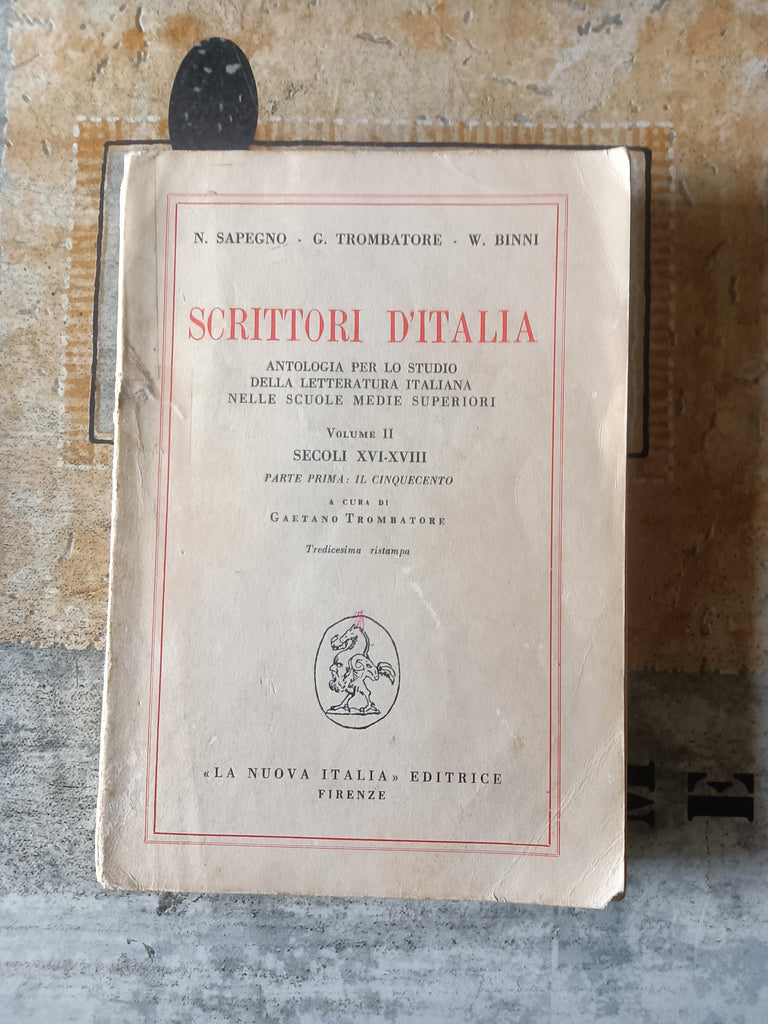 N. SAPEGNO · G. TROMBATORE · W. BINNI
SCRITTORI D'ITALIA
ANTOLOGIA PER LO STUDIO
DELLA LETTERATURA ITALIANA
NELLE SCUOLE MEDIE SUPERIORI
VOLUME II
SECOLI XVI-XVIII
PARTE PRIMA: IL CINQUECENTO
A CURA DI
GAETANO TROMBATORE
Tredicesima ristampa
«LA NUOVA ITALIA» EDITRICE
FIRENZE
M E